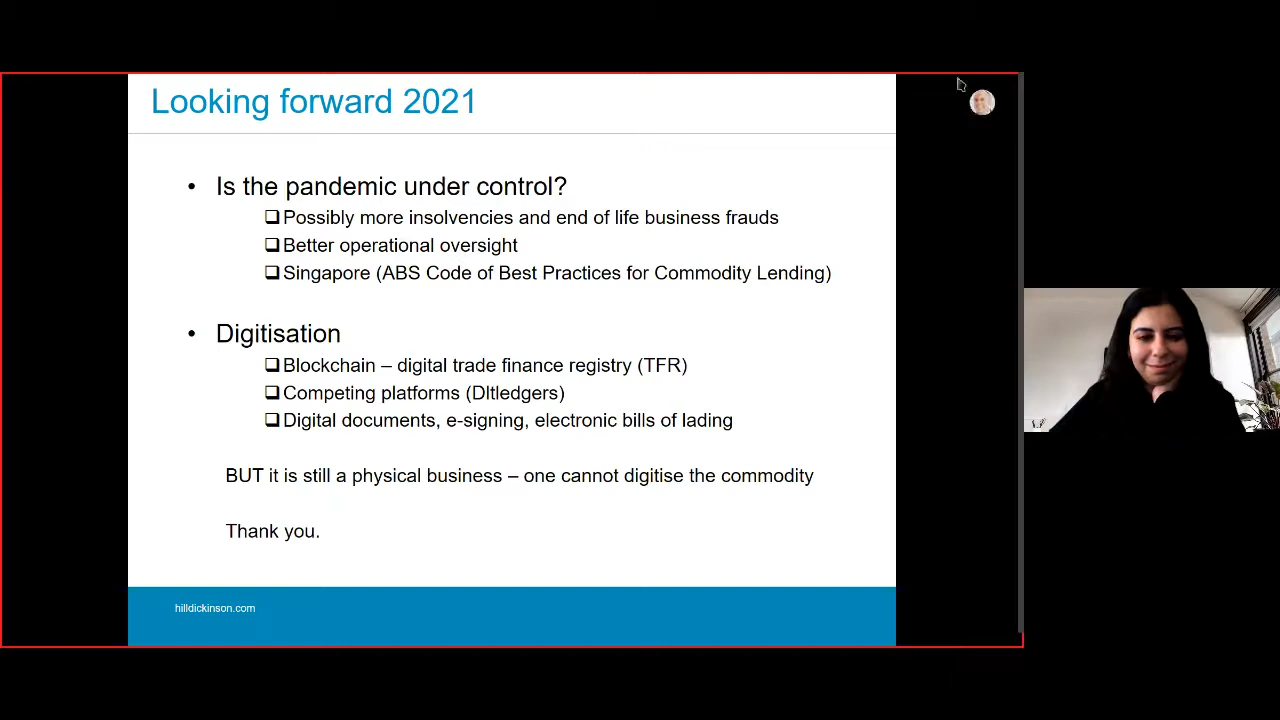 Looking forward 2021
• Is the pandemic under control?
❑Possibly more insolvencies and end of life business frauds
❑Better operational oversight
❑Singapore (ABS Code of Best Practices for Commodity Lending)
• Digitisation
❑Blockchain – digital trade finance registry (TFR)
❑Competing platforms (Dltledgers)
❑Digital documents, e-signing, electronic bills of lading
BUT it is still a physical business – one cannot digitise the commodity
Thank you.
hilldickinson.com